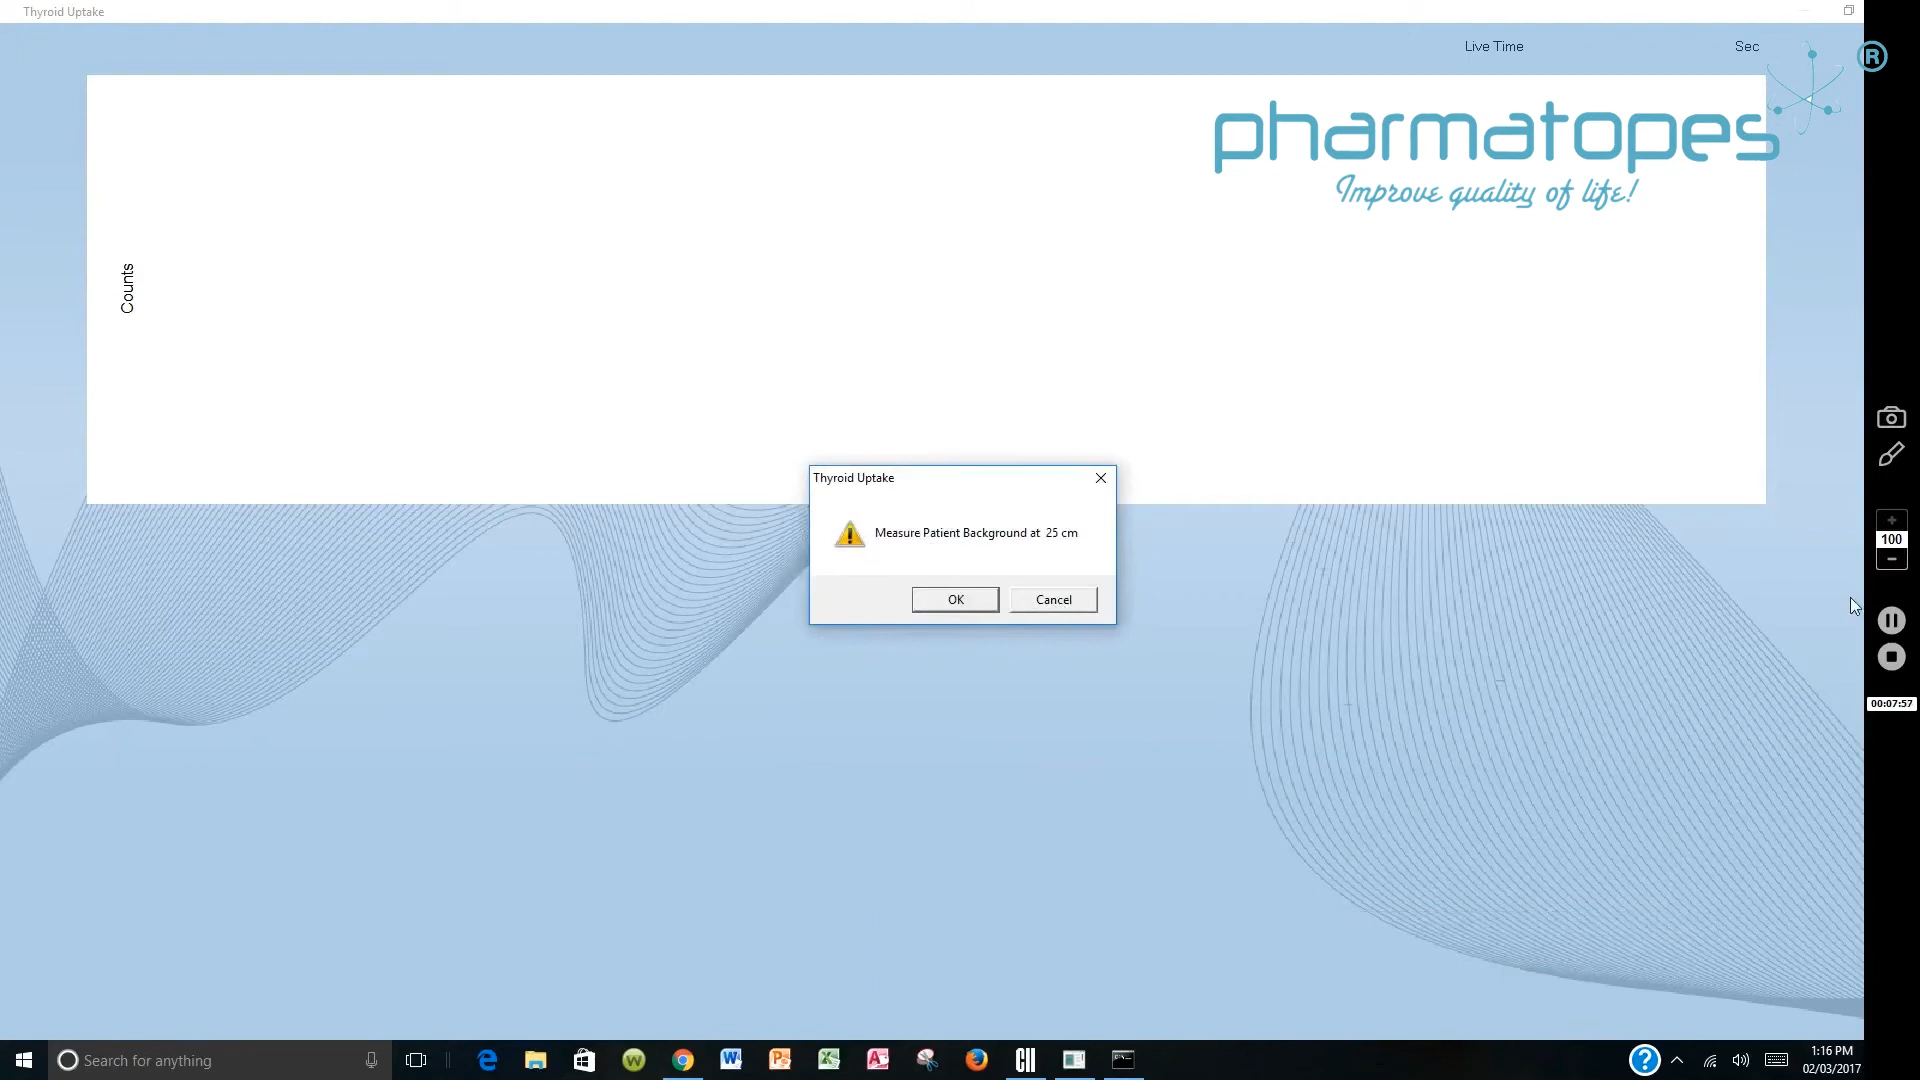 Thyroid Uptake
Live Time
Sec
®
pharmatopes
Improve quality of life!
Counts
Thyroid Uptake
Measure Patient Background at 25 cm
OK
Cancel
100
00:07:57
Search for anything
1:16 PM
02/03/2017